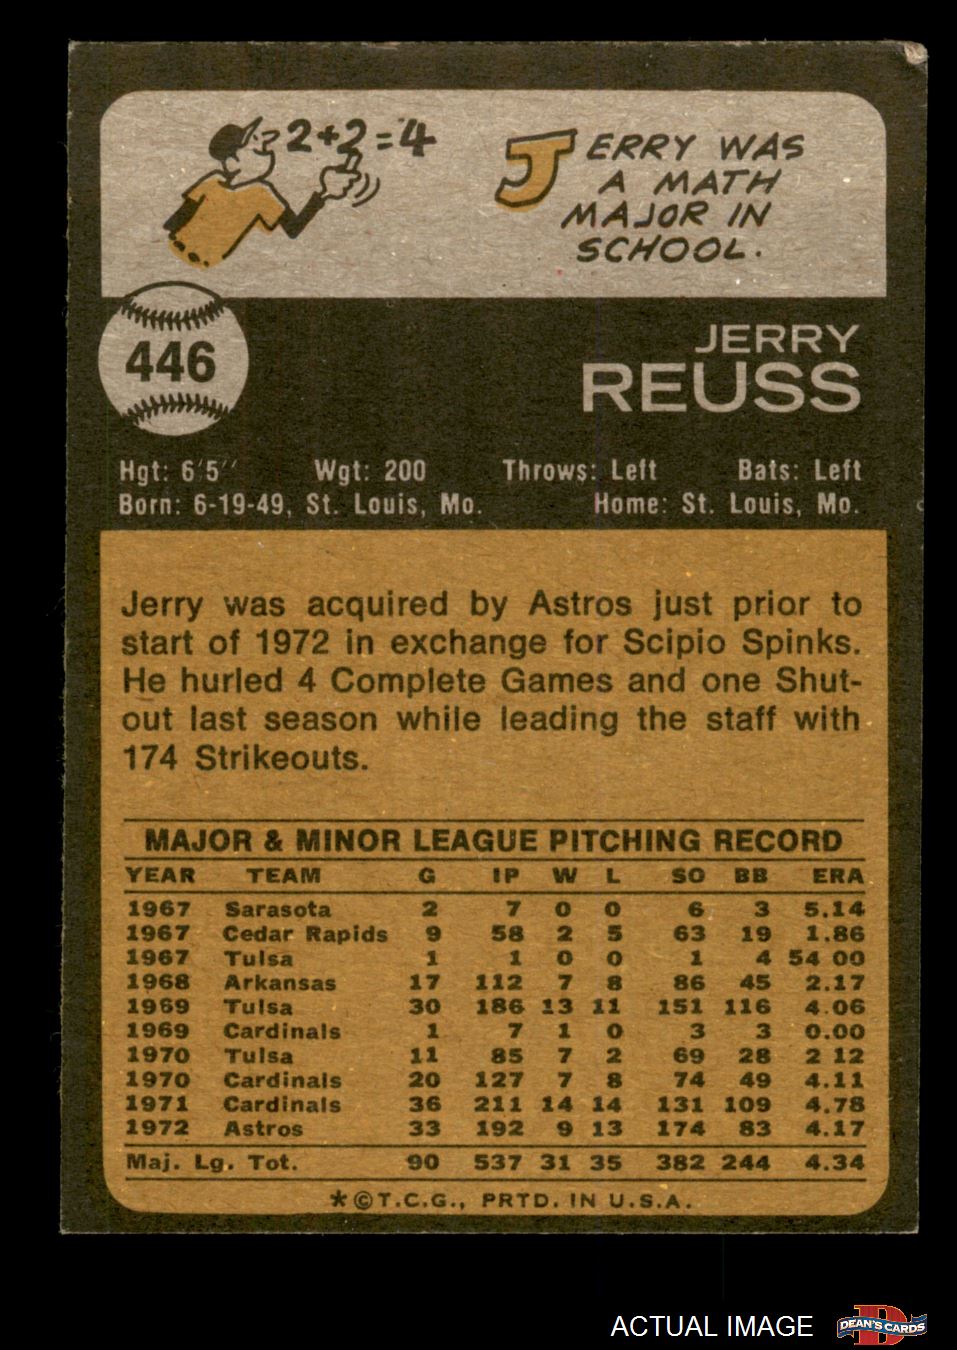 2+2=4
JERRY WAS
A MATH
MAJOR IN
SCHOOL.
446
JERRY
REUSS
Hgt: 6'5" Wgt: 200 Throws: Left Bats: Left
Born: 6-19-49, St. Louis, Mo. Home: St. Louis, Mo.
Jerry was acquired by Astros just prior to
start of 1972 in exchange for Scipio Spinks.
He hurled 4 Complete Games and one Shut-
out last season while leading the staff with
174 Strikeouts.
MAJOR & MINOR LEAGUE PITCHING RECORD
YEAR TEAM G IP W L SO BB ERA
1967 Sarasota 2 7 0 0 6 3 5.14
1967 Cedar Rapids 9 58 2 5 63 19 1.86
1967 Tulsa 1 1 0 0 1 4 54 00
1968 Arkansas 17 112 7 8 86 45 2.17
1969 Tulsa 30 186 13 11 151 116 4.06
1969 Cardinals 1 7 1 0 3 3 0.00
1970 Tulsa 11 85 7 2 69 28 2 12
1970 Cardinals 20 127 7 8 74 49 4.11
1971 Cardinals 36 211 14 14 131 109 4.78
1972 Astros 33 192 9 13 174 83 4.17
Maj. Lg. Tot. 90 537 31 35 382 244 4.34
*©T.C.G., PRTD. IN U.S.A.
ACTUAL IMAGE
D
DEAN'S CARDS